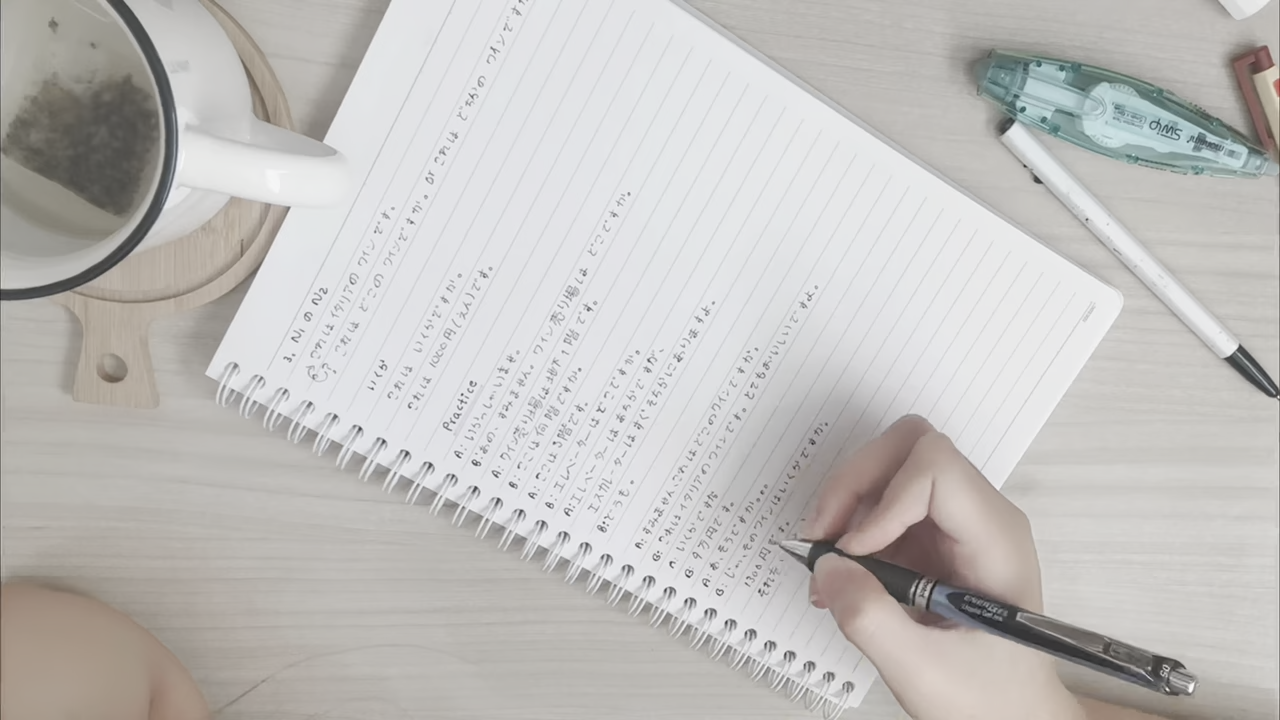 3. N1 の N2
これは イタリアの ワイン です。
これは どこの ワインですか。 or これは どちらの ワイン ですか
いくら
これは いくらですか。
これは 1000円(えん)です。
Practice
A: いらっしゃいませ。
B: あの、すみません。ワイン売り場は どこですか。
A: ワイン売り場は地下1階 です。
B: ここは 何階ですか。
A: ここは 5階です。
B: エレベーターは どこですか。
A: エレベーターは あちらですか。
エスカレーターは すぐ そちらに ありますよ。
B: どうも。
A: すみません、これはどこのワインですか。
B: これはイタリアのワインです。とてもおいしいですよ。
A: いくらですか
B: 9万円です。
A: あ、そうですか。。。
B: じゃ、そのワインはいくらですか。
1300円
それを
SWiP
ENERGEL
Liquid Gel Ink